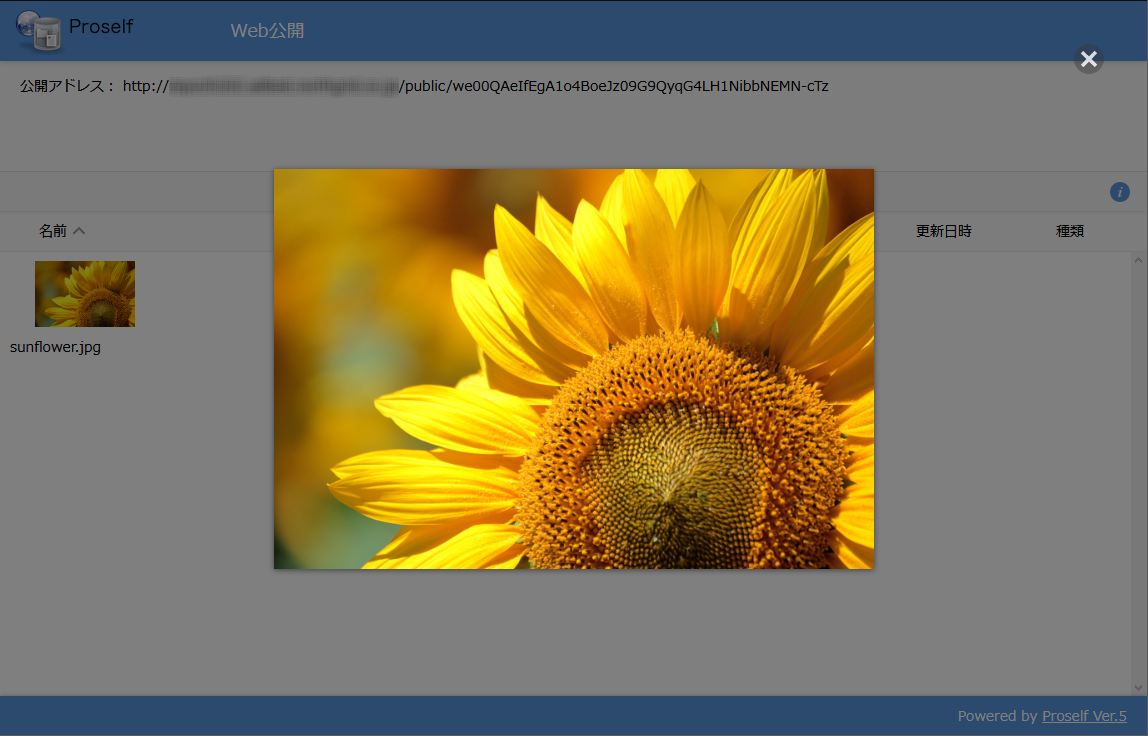 Proself
Web公開
公開アドレス： http:///public/we00QAeIfEgA1o4BoeJz09G9QyqG4LH1NibbNEMN-cTz
i
名前 更新日時 種類
sunflower.jpg
Powered by Proself Ver.5